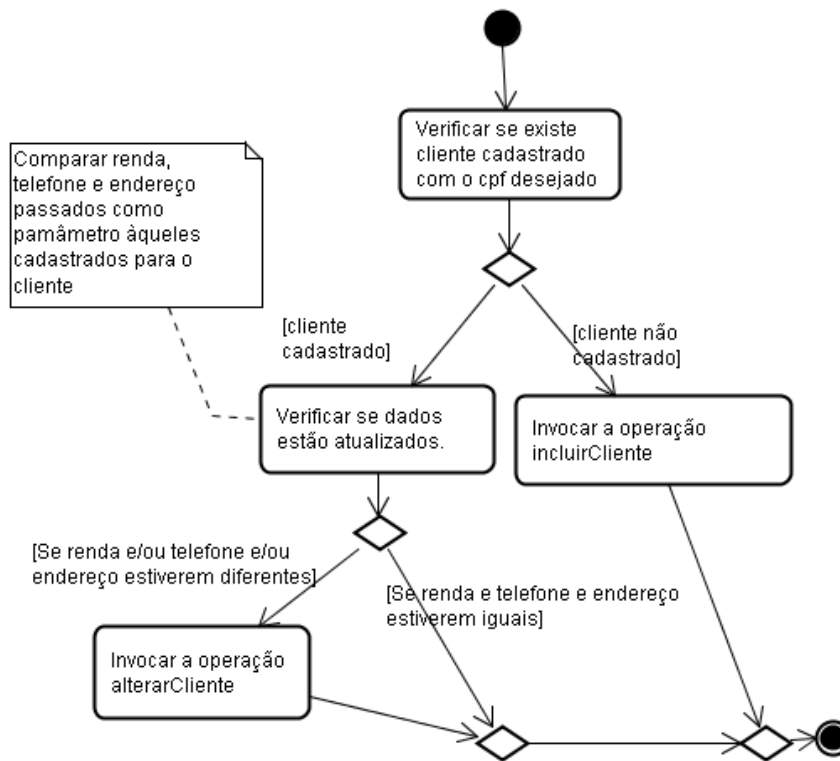 Verificar se existe
cliente cadastrado
com o cpf desejado
Comparar renda,
telefone e endereço
passados como
pamâmetro àqueles
cadastrados para o
cliente
[cliente
cadastrado]
[cliente não
cadastrado]
Verificar se dados
estão atualizados.
Invocar a operação
incluirCliente
[Se renda e/ou telefone e/ou
endereço estiverem diferentes]
[Se renda e telefone e endereço
estiverem iguais]
Invocar a operação
alterarCliente